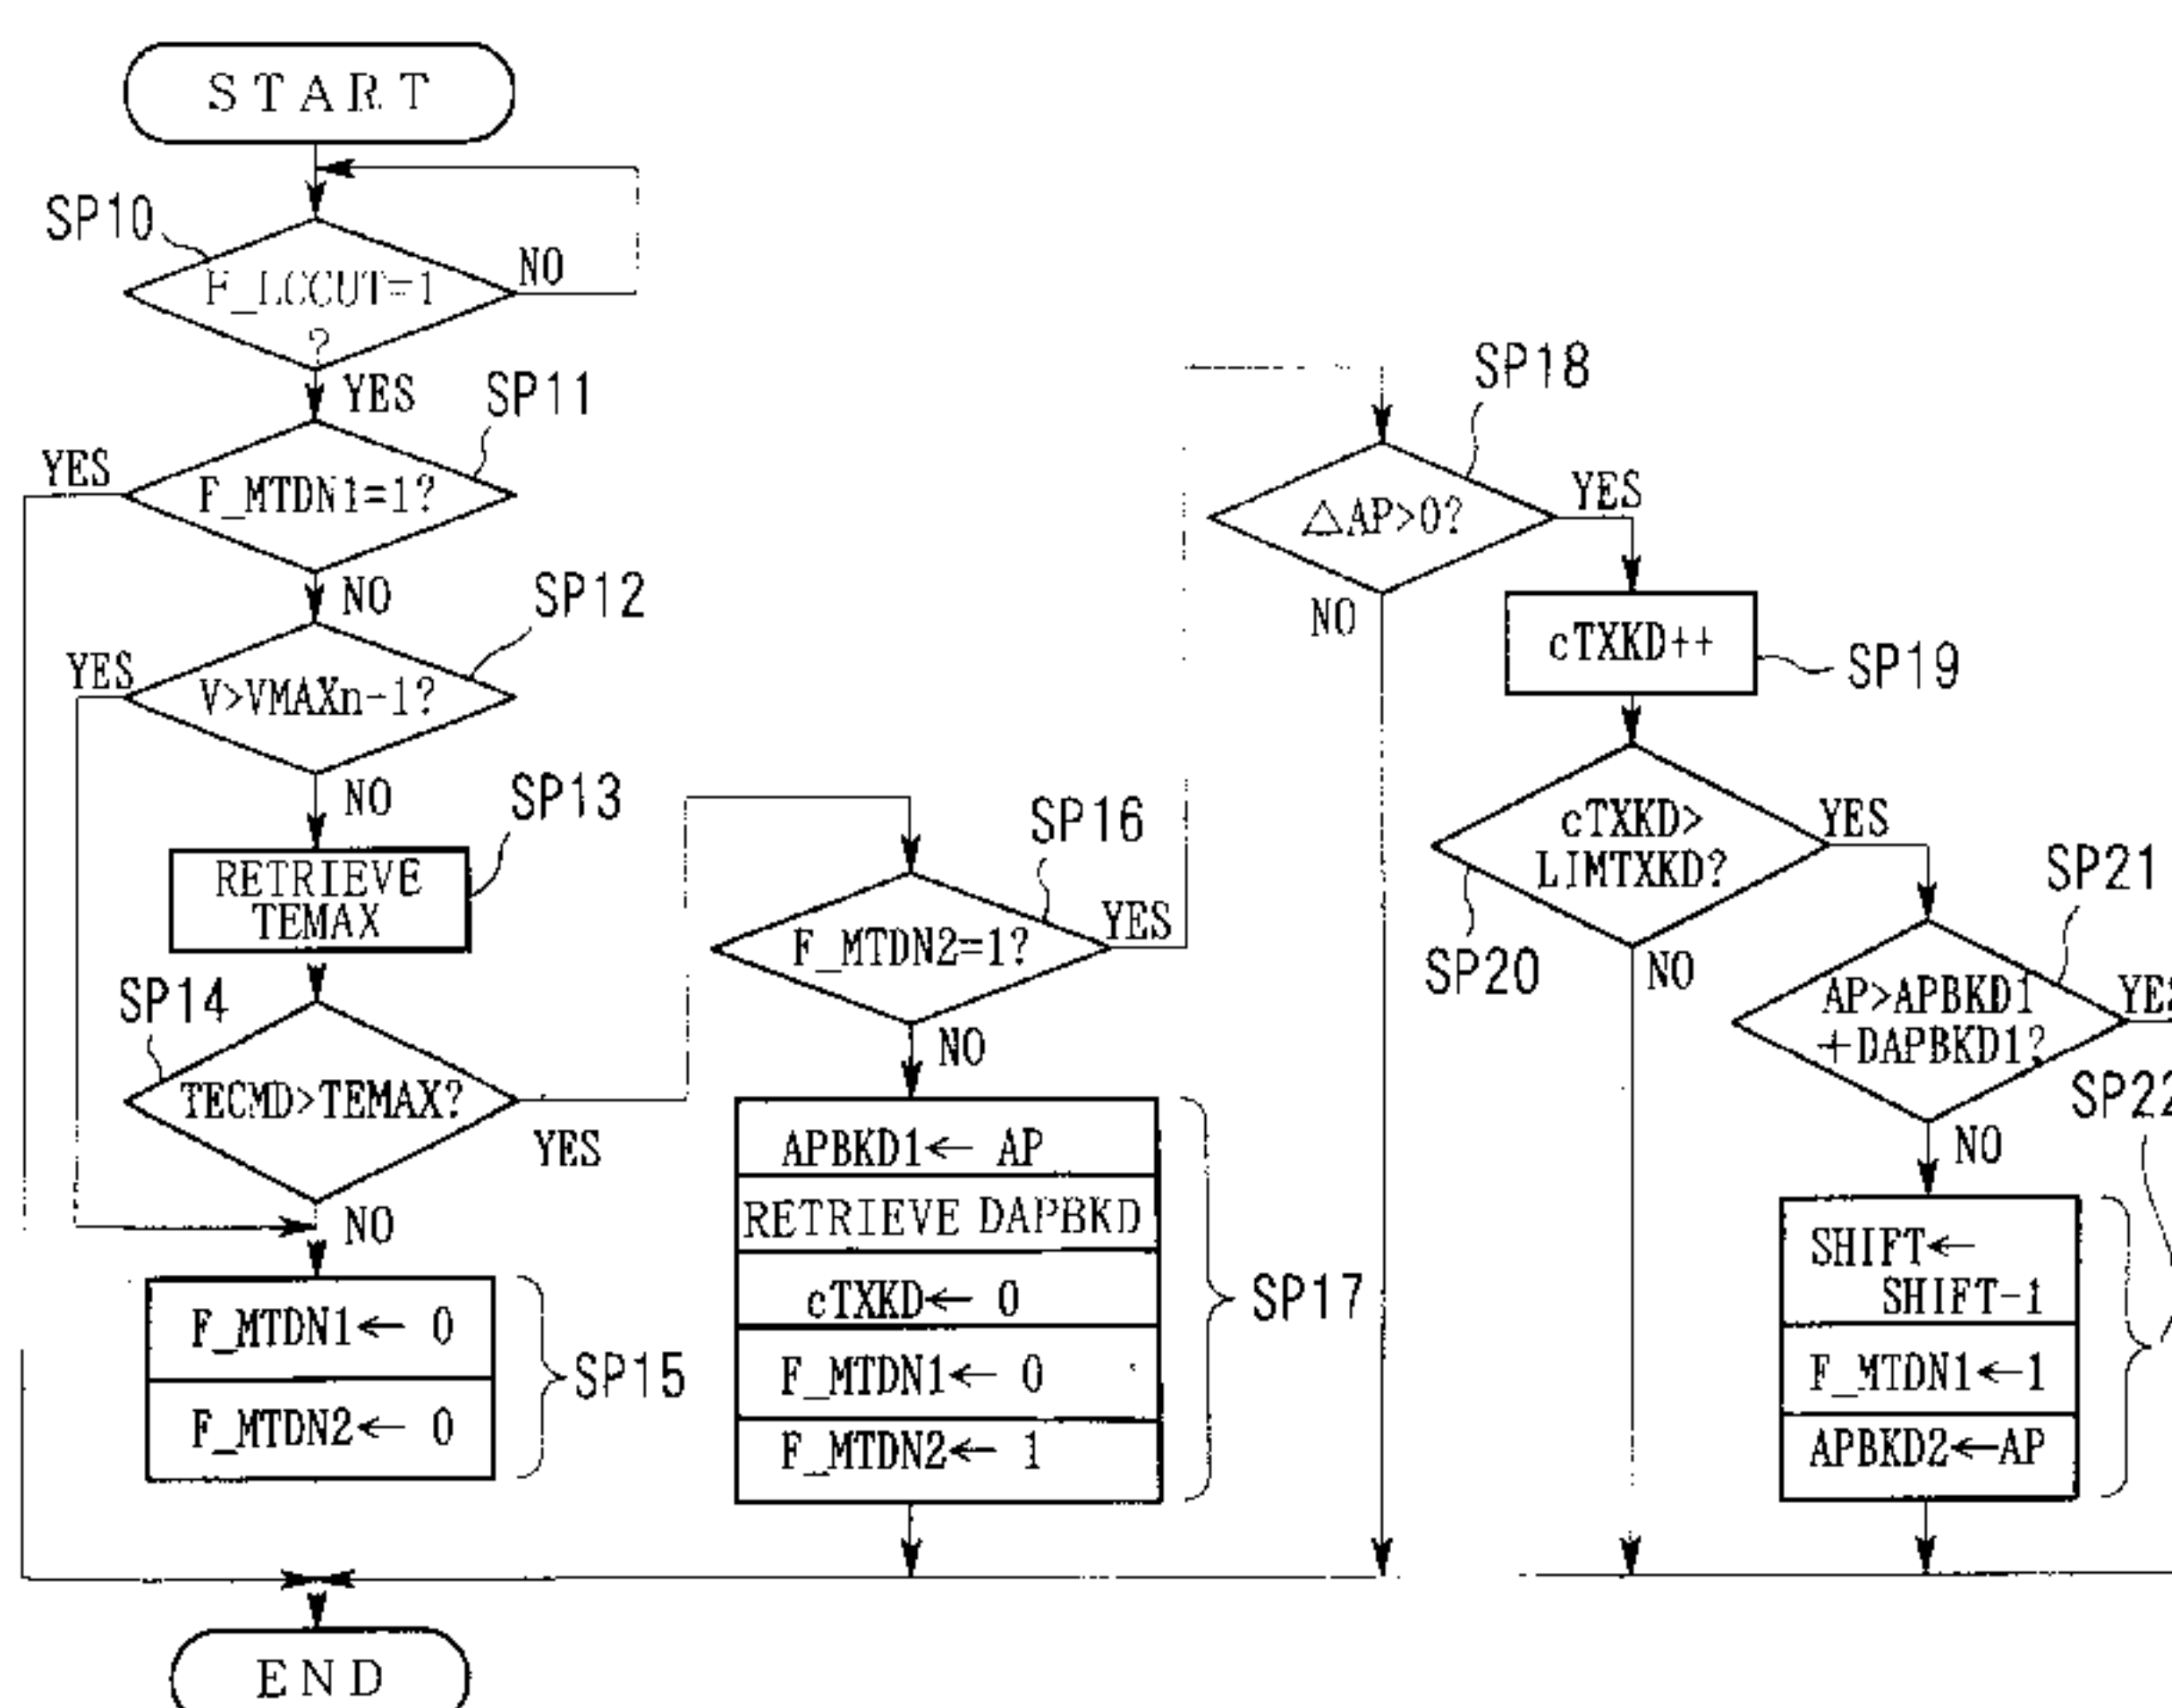 START
SP10
F_LCCUT=1
?
NO
YES
SP11
YES
F_MTDN1=1?
NO
SP12
YES
V>VMAXn-1?
NO
SP13
RETRIEVE
TEMAX
SP14
TECMD>TEMAX?
YES
NO
F_MTDN1← 0
F_MTDN2← 0
SP15
SP16
F_MTDN2=1?
YES
NO
APBKD1← AP
RETRIEVE DAPBKD
cTXKD← 0
F_MTDN1← 0
F_MTDN2← 1
SP17
SP18
△AP>0?
YES
NO
cTXKD++
SP19
cTXKD>
LIMTXKD?
YES
SP20
NO
SP21
AP>APBKD1
+DAPBKD1?
YES
SP22
NO
SHIFT←
SHIFT-1
F_MTDN1←1
APBKD2←AP
END